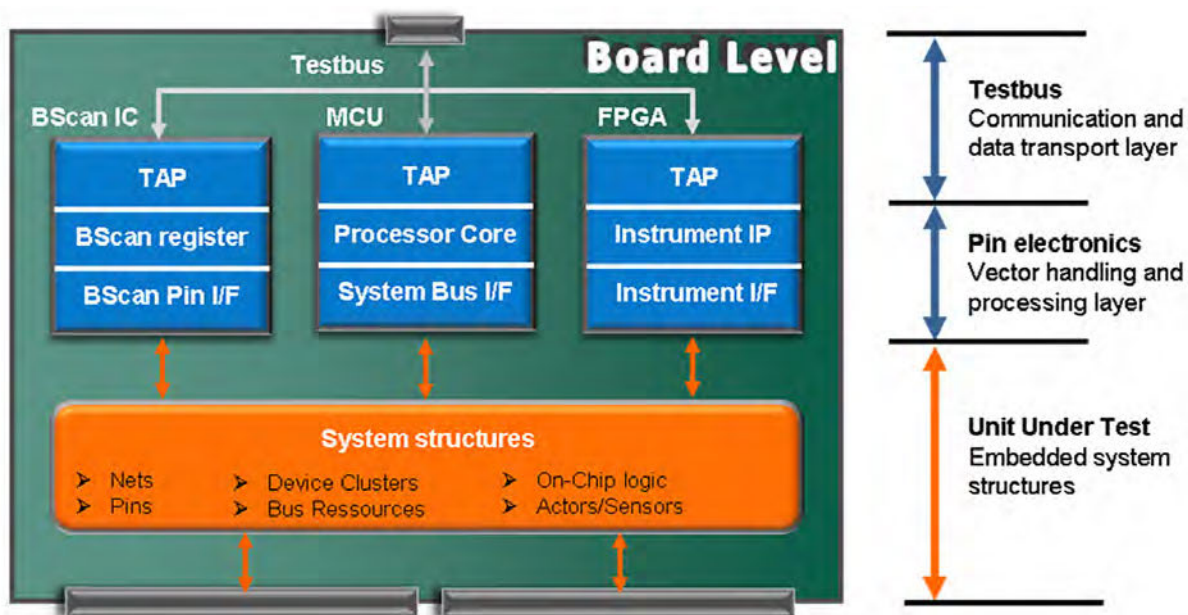 Board Level
Testbus
BScan IC
MCU
FPGA
TAP
BScan register
BScan Pin I/F
TAP
Processor Core
System Bus I/F
TAP
Instrument IP
Instrument I/F
System structures
➢ Nets
➢ Pins
➢ Device Clusters
➢ Bus Ressources
➢ On-Chip logic
➢ Actors/Sensors
Testbus
Communication and
data transport layer
Pin electronics
Vector handling and
processing layer
Unit Under Test
Embedded system
structures